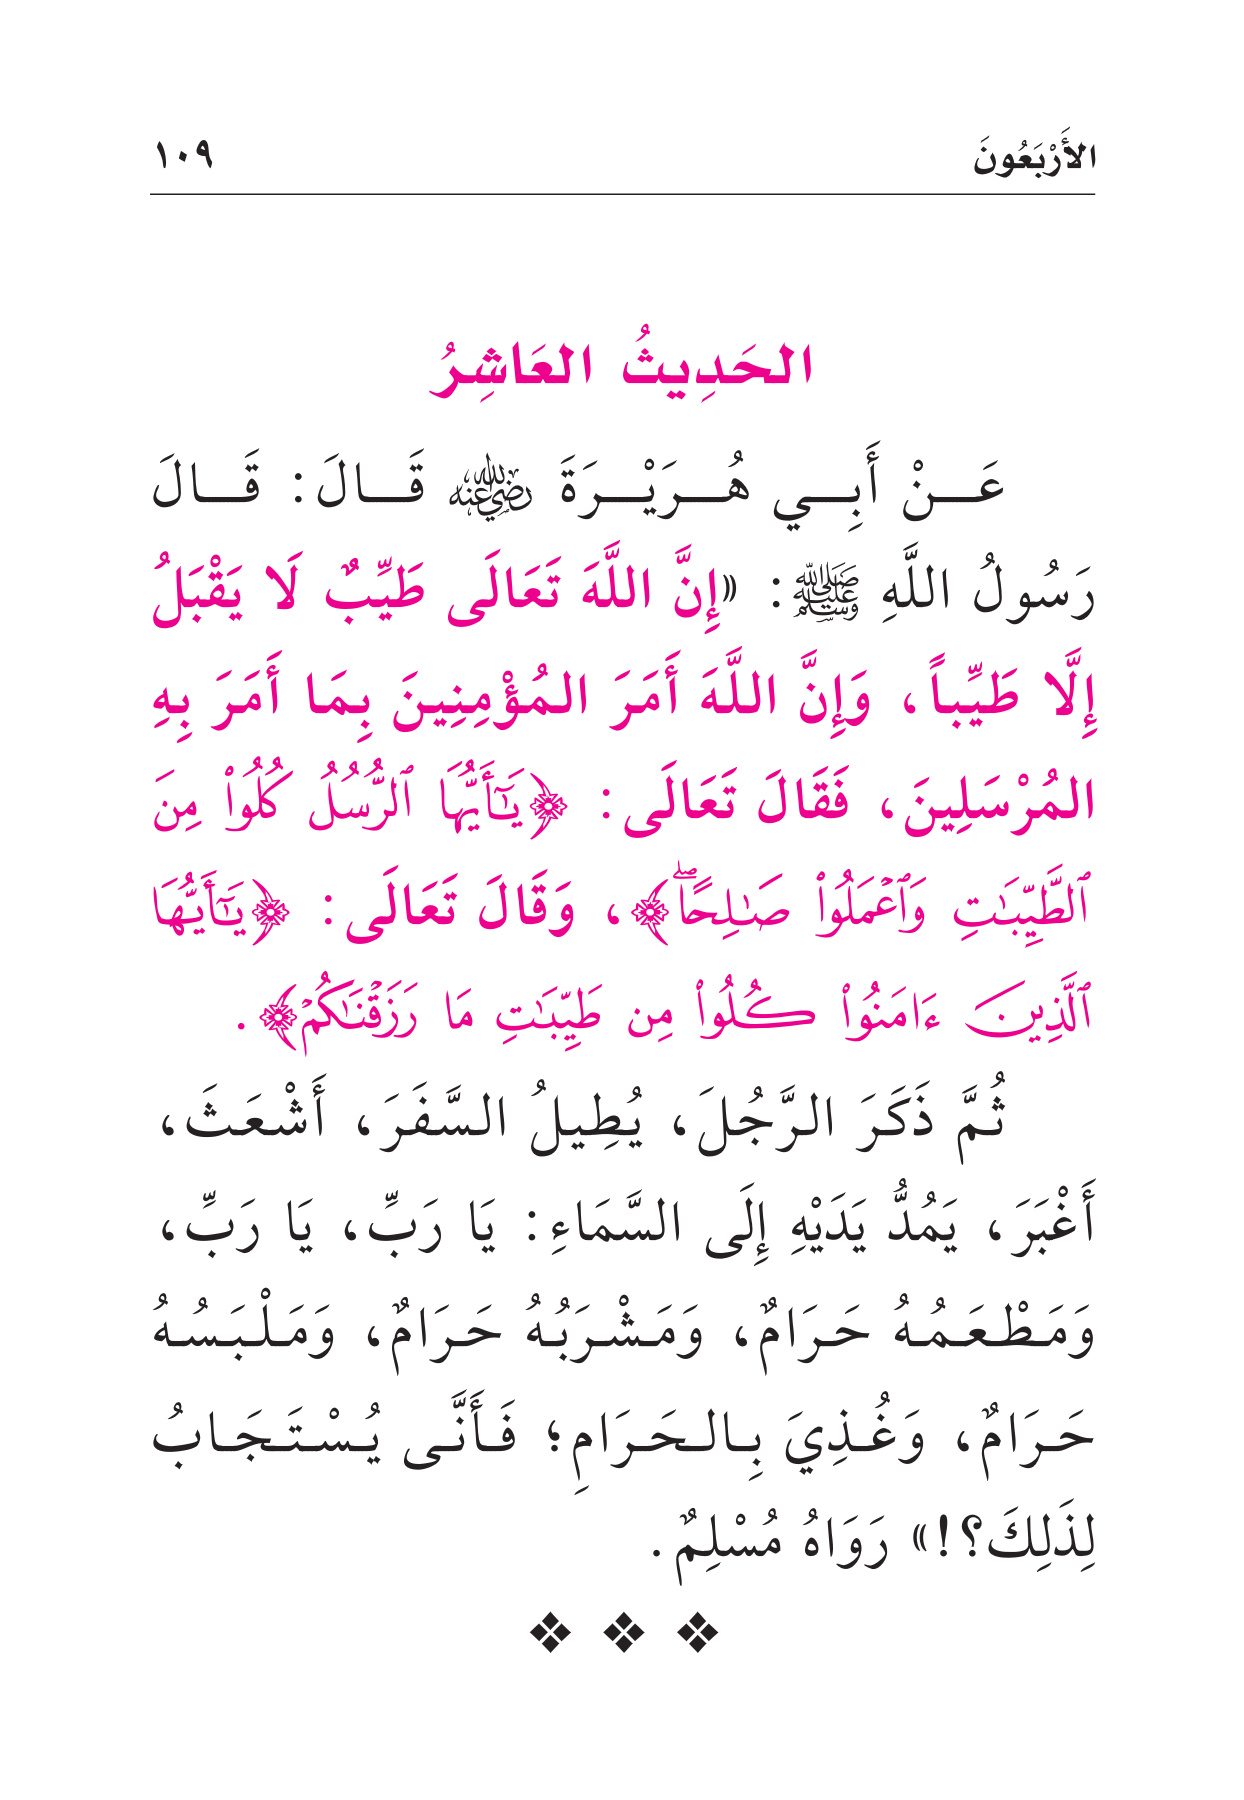 الأَرْبَعُونَ ١٠٩
الحَدِيثُ العَاشِرُ
عَنْ أَبِي هُرَيْرَةَ رضي الله عنه قَالَ: قَالَ
رَسُولُ اللَّهِ ﷺ: «إِنَّ اللَّهَ تَعَالَى طَيِّبٌ لَا يَقْبَلُ
إِلَّا طَيِّباً، وَإِنَّ اللَّهَ أَمَرَ المُؤْمِنِينَ بِمَا أَمَرَ بِهِ
المُرْسَلِينَ، فَقَالَ تَعَالَى: ﴿يَٰٓأَيُّهَا ٱلرُّسُلُ كُلُوا۟ مِنَ
ٱلطَّيِّبَٰتِ وَٱعْمَلُوا۟ صَٰلِحًاۖ﴾، وَقَالَ تَعَالَى: ﴿يَٰٓأَيُّهَا
ٱلَّذِينَ ءَامَنُوا۟ كُلُوا۟ مِن طَيِّبَٰتِ مَا رَزَقْنَٰكُمْ﴾.
ثُمَّ ذَكَرَ الرَّجُلَ، يُطِيلُ السَّفَرَ، أَشْعَثَ،
أَغْبَرَ، يَمُدُّ يَدَيْهِ إِلَى السَّمَاءِ: يَا رَبِّ، يَا رَبِّ،
وَمَطْعَمُهُ حَرَامٌ، وَمَشْرَبُهُ حَرَامٌ، وَمَلْبَسُهُ
حَرَامٌ، وَغُذِيَ بِالحَرَامِ؛ فَأَنَّى يُسْتَجَابُ
لِذَلِكَ؟!» رَوَاهُ مُسْلِمٌ.